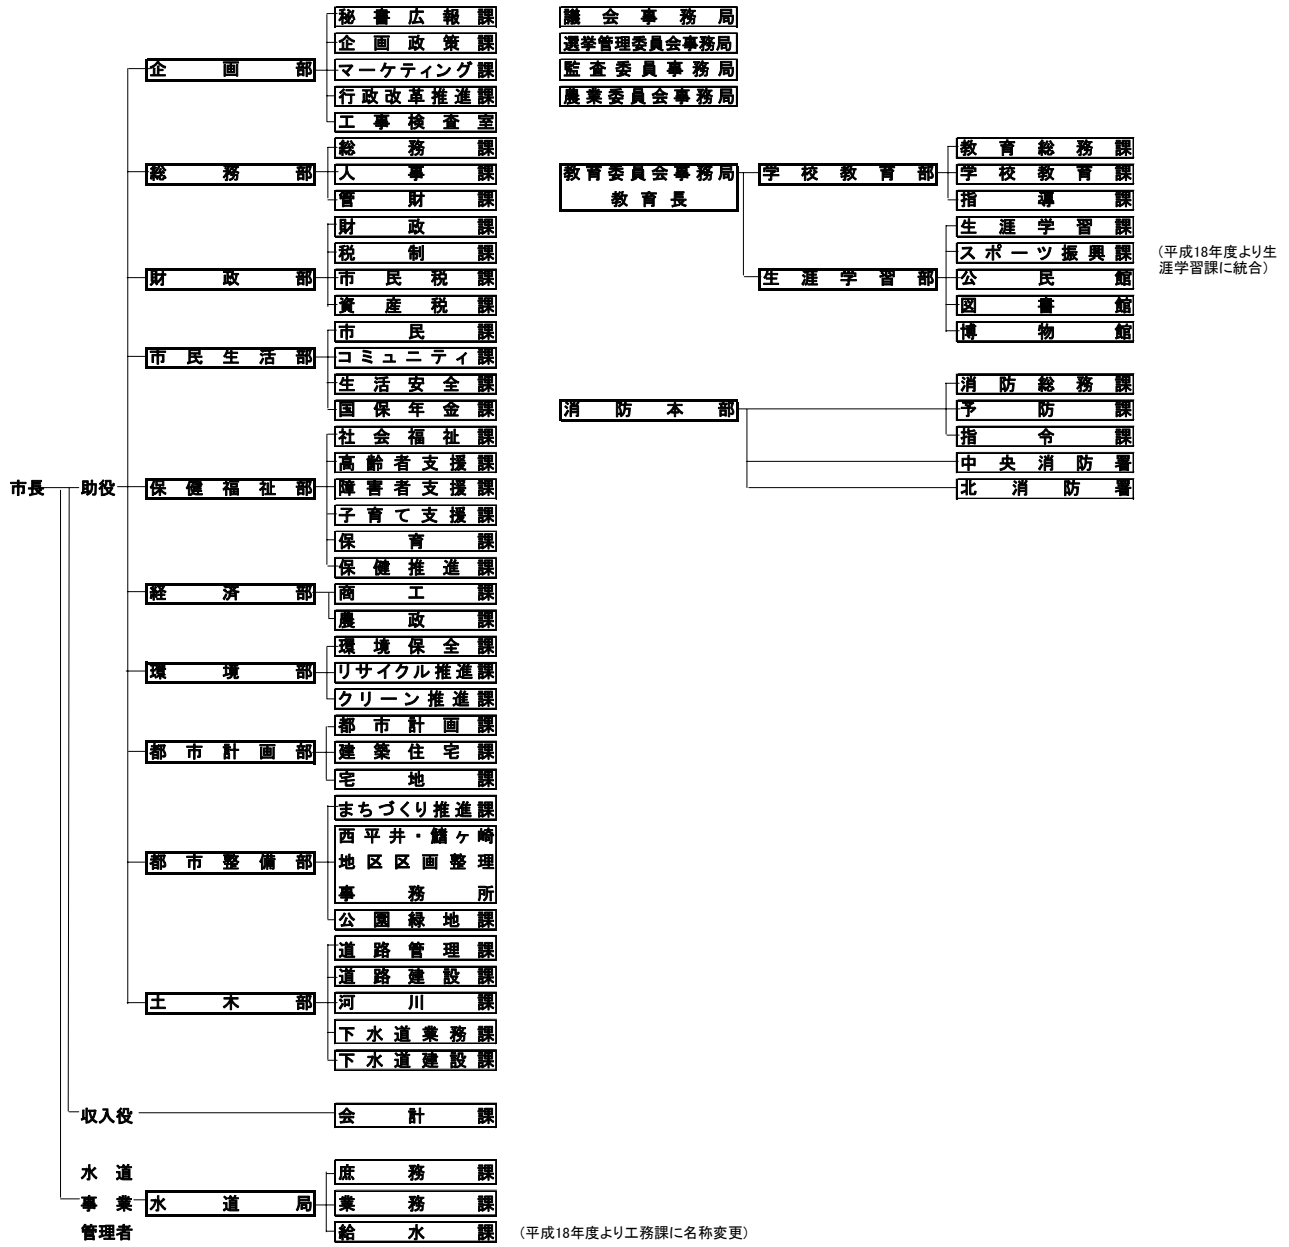 秘書広報課
企画政策課
企画部
マーケティング課
行政改革推進課
工事検査室
総務課
総務部
人事課
管財課
財政課
税制課
財政部
市民税課
資産税課
市民課
市民生活部
コミュニティ課
生活安全課
国保年金課
社会福祉課
高齢者支援課
市長
助役
保健福祉部
障害者支援課
子育て支援課
保育課
保健推進課
経済部
商工課
農政課
環境保全課
環境部
リサイクル推進課
クリーン推進課
都市計画課
都市計画部
建築住宅課
宅地課
まちづくり推進課
都市整備部
西平井・鰭ヶ崎
地区区画整理
事務所
公園緑地課
道路管理課
道路建設課
土木部
河川課
下水道業務課
下水道建設課
収入役
会計課
水道
事業
管理者
水道局
庶務課
業務課
給水課
(平成18年度より工務課に名称変更)
議会事務局
選挙管理委員会事務局
監査委員事務局
農業委員会事務局
教育委員会事務局
教育長
学校教育部
教育総務課
学校教育課
指導課
生涯学習部
生涯学習課
スポーツ振興課
(平成18年度より生
涯学習課に統合)
公民館
図書館
博物館
消防本部
消防総務課
予防課
指令課
中央消防署
北消防署